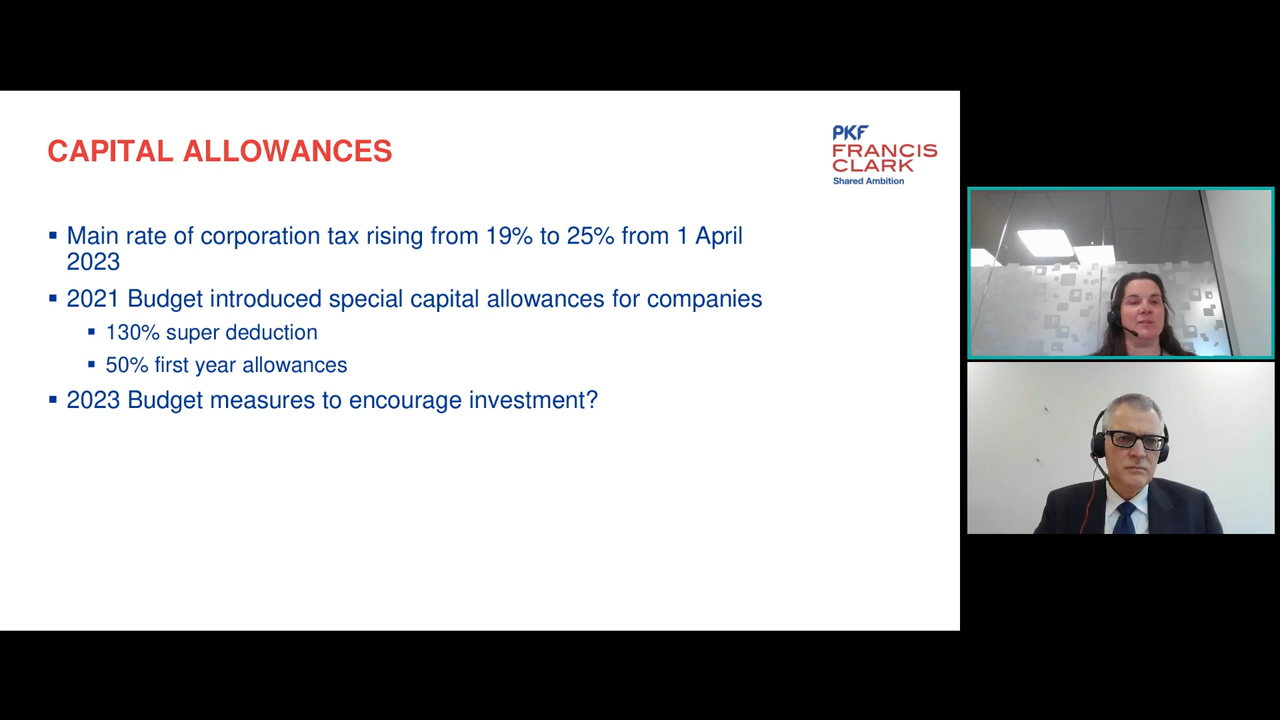 CAPITAL ALLOWANCES
PKF
FRANCIS
CLARK
Shared Ambition
▪ Main rate of corporation tax rising from 19% to 25% from 1 April
2023
▪ 2021 Budget introduced special capital allowances for companies
▪ 130% super deduction
▪ 50% first year allowances
▪ 2023 Budget measures to encourage investment?